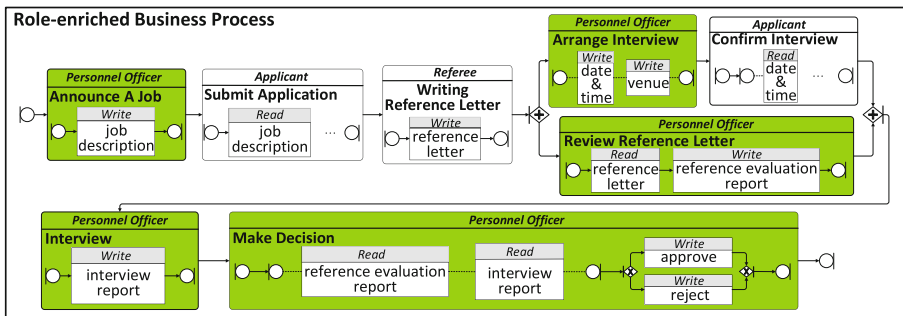 Role-enriched Business Process
Personnel Officer
Announce A Job
Write
job
description
Applicant
Submit Application
Read
job
description
...
Referee
Writing
Reference Letter
Write
reference
letter
Personnel Officer
Arrange Interview
Write
date
&
time
Write
venue
Applicant
Confirm Interview
Read
date
&
time
...
Personnel Officer
Review Reference Letter
Read
reference
letter
Write
reference evaluation
report
Personnel Officer
Interview
Write
interview
report
Personnel Officer
Make Decision
Read
reference evaluation
report
Read
interview
report
Write
approve
Write
reject